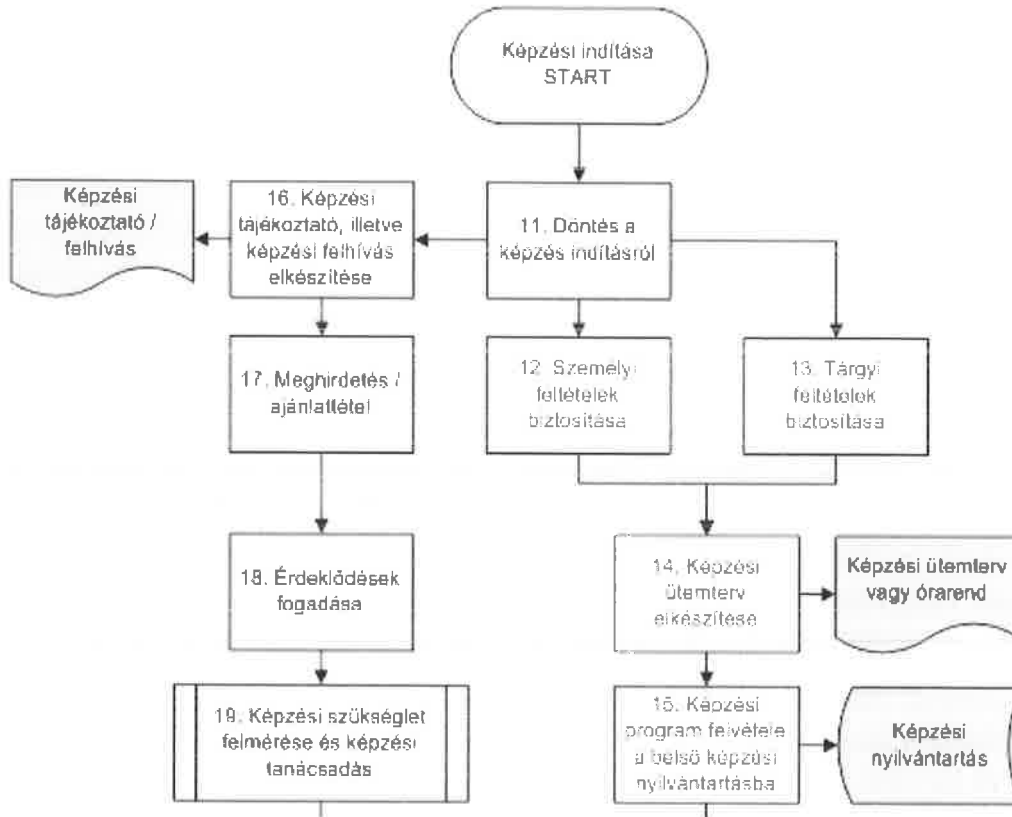 Képzési indítása
START
Képzési
tájékoztató /
felhívás
16. Képzési
tájékoztató, illetve
képzési felhívás
elkészítése
11. Döntés a
képzés indításról
17. Meghirdetés /
ajánlattétel
12. Személyi
feltételek
biztosítása
13. Tárgyi
feltételek
biztosítása
18. Érdeklődések
fogadása
14. Képzési
ütemterv
elkészítése
Képzési ütemterv
vagy órarend
19. Képzési szükséglet
felmérése és képzési
tanácsadás
15. Képzési
program felvétele
a belső képzési
nyilvántartásba
Képzési
nyilvántartás